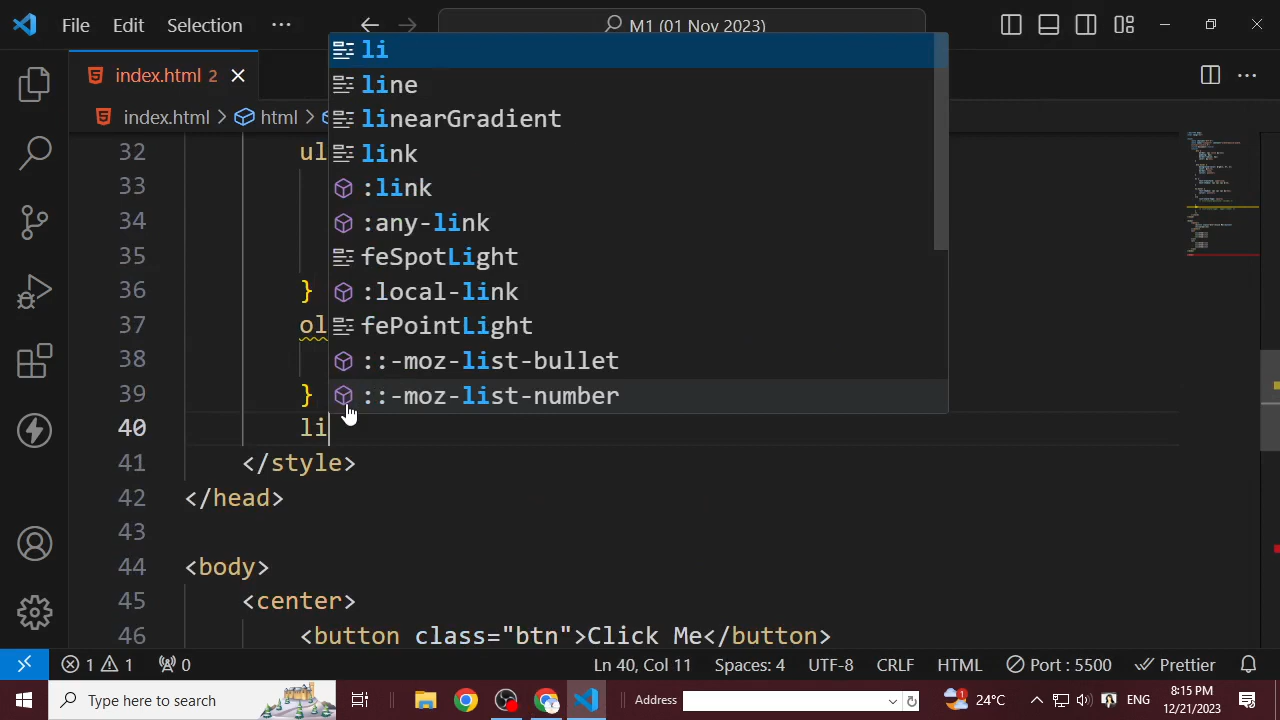 File Edit Selection ··· M1 (01 Nov 2023)
index.html 2
index.html > html >
32 ul
33
34
35
36 }
37 ol
38
39 }
40 li
41 </style>
42 </head>
43
44 <body>
45 <center>
46 <button class="btn">Click Me</button>
li
line
linearGradient
link
:link
:any-link
feSpotLight
:local-link
fePointLight
::-moz-list-bullet
::-moz-list-number
1 1 0 Ln 40, Col 11 Spaces: 4 UTF-8 CRLF HTML Port : 5500 Prettier
Type here to search Address 1 24°C ENG 8:15 PM
12/21/2023